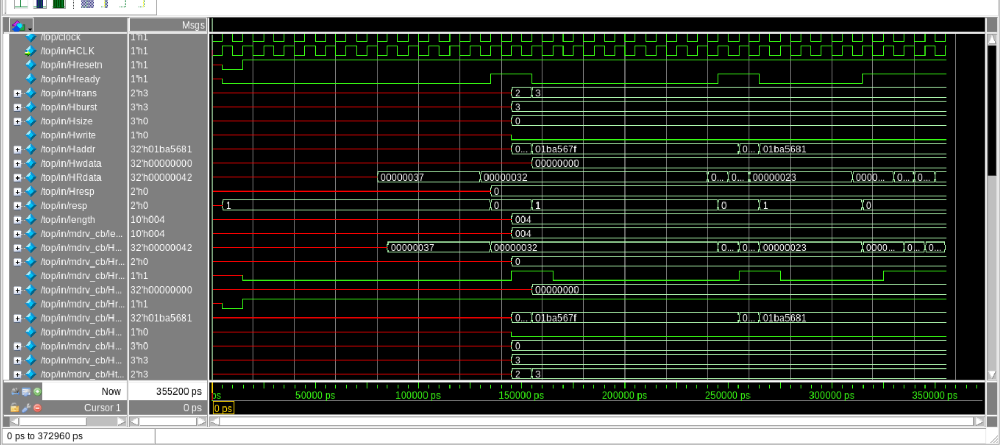 Msgs
/top/clock 1'h1
/top/in/HCLK 1'h1
/top/in/Hresetn 1'h1
/top/in/Hready 1'h1
/top/in/Htrans 2'h3 2 3
/top/in/Hburst 3'h3 3
/top/in/Hsize 3'h0 0
/top/in/Hwrite 1'h0
/top/in/Haddr 32'h01ba5681 0... 01ba567f 0... 01ba5681
/top/in/Hwdata 32'h00000000 00000000
/top/in/HRdata 32'h00000042 00000037 00000032 0... 0... 00000023 0000... 0... 0...
/top/in/Hresp 2'h0 0
/top/in/resp 2'h0 1 0 1 0 1 0
/top/in/length 10'h004 004
/top/in/mdrv_cb/le... 10'h004 004
/top/in/mdrv_cb/H... 32'h00000042 00000037 00000032 0... 0... 00000023 0000... 0... 0...
/top/in/mdrv_cb/Hr... 2'h0 0
/top/in/mdrv_cb/Hr... 1'h1
/top/in/mdrv_cb/H... 32'h00000000 00000000
/top/in/mdrv_cb/Hr... 1'h1
/top/in/mdrv_cb/H... 32'h01ba5681 0... 01ba567f 0... 01ba5681
/top/in/mdrv_cb/H... 1'h0
/top/in/mdrv_cb/H... 3'h0 0
/top/in/mdrv_cb/H... 3'h3 3
/top/in/mdrv_cb/Ht... 2'h3 2 3
Now 355200 ps ps 50000 ps 100000 ps 150000 ps 200000 ps 250000 ps 300000 ps 350000 ps
Cursor 1 0 ps 0 ps
0 ps to 372960 ps